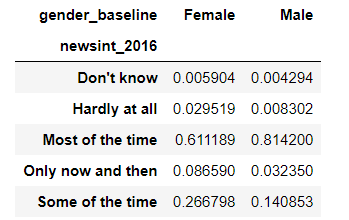 gender_baseline Female Male
newsint_2016
Don't know 0.005904 0.004294
Hardly at all 0.029519 0.008302
Most of the time 0.611189 0.814200
Only now and then 0.086590 0.032350
Some of the time 0.266798 0.140853